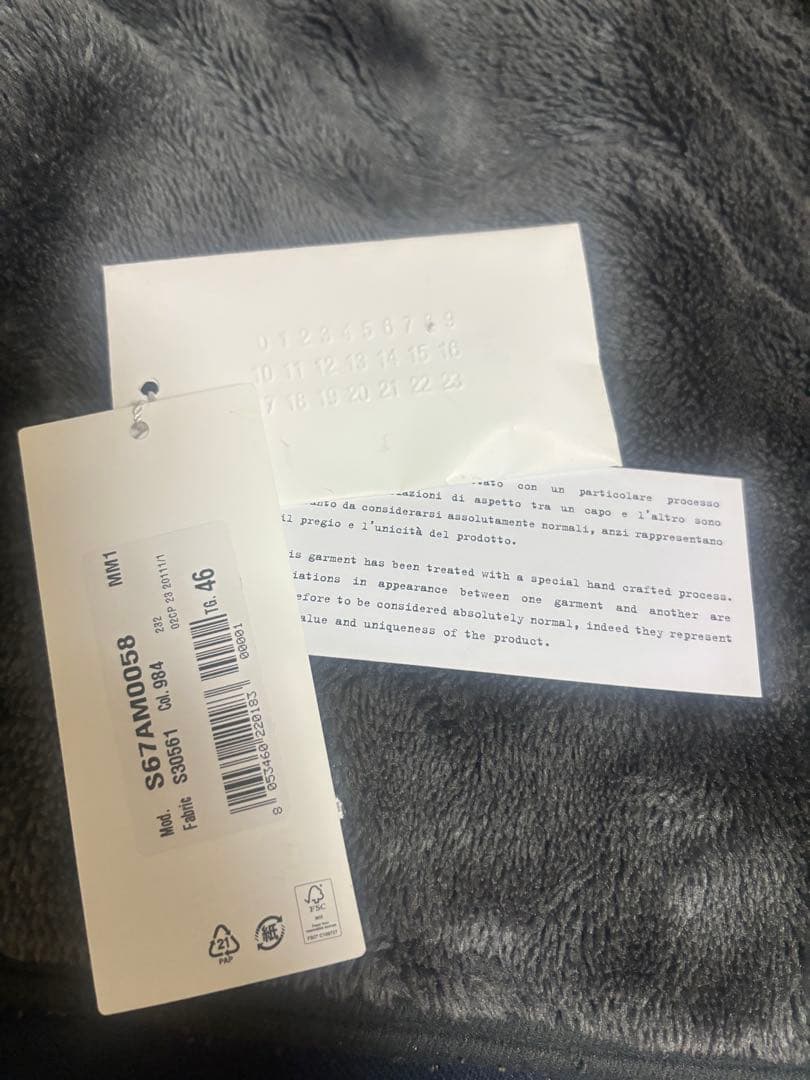 0 1 2 3 4 5 6 7 8 9
10 11 12 13 14 15 16
17 18 19 20 21 22 23
con un particolare processo
di aspetto tra un capo e l'altro sono
da considerarsi assolutamente normali, anzi rappresentano
il pregio e l'unicità del prodotto.
garment has been treated with a special hand crafted process.
in appearance between one garment and another are
to be considered absolutely normal, indeed they represent
and uniqueness of the product.
Mod. S67AM0058 MM1
Fabric S30561 Col. 984 232
02CP 23 20111/1
TG. 46
8 053460 220183 00001
21
PAP
FSC